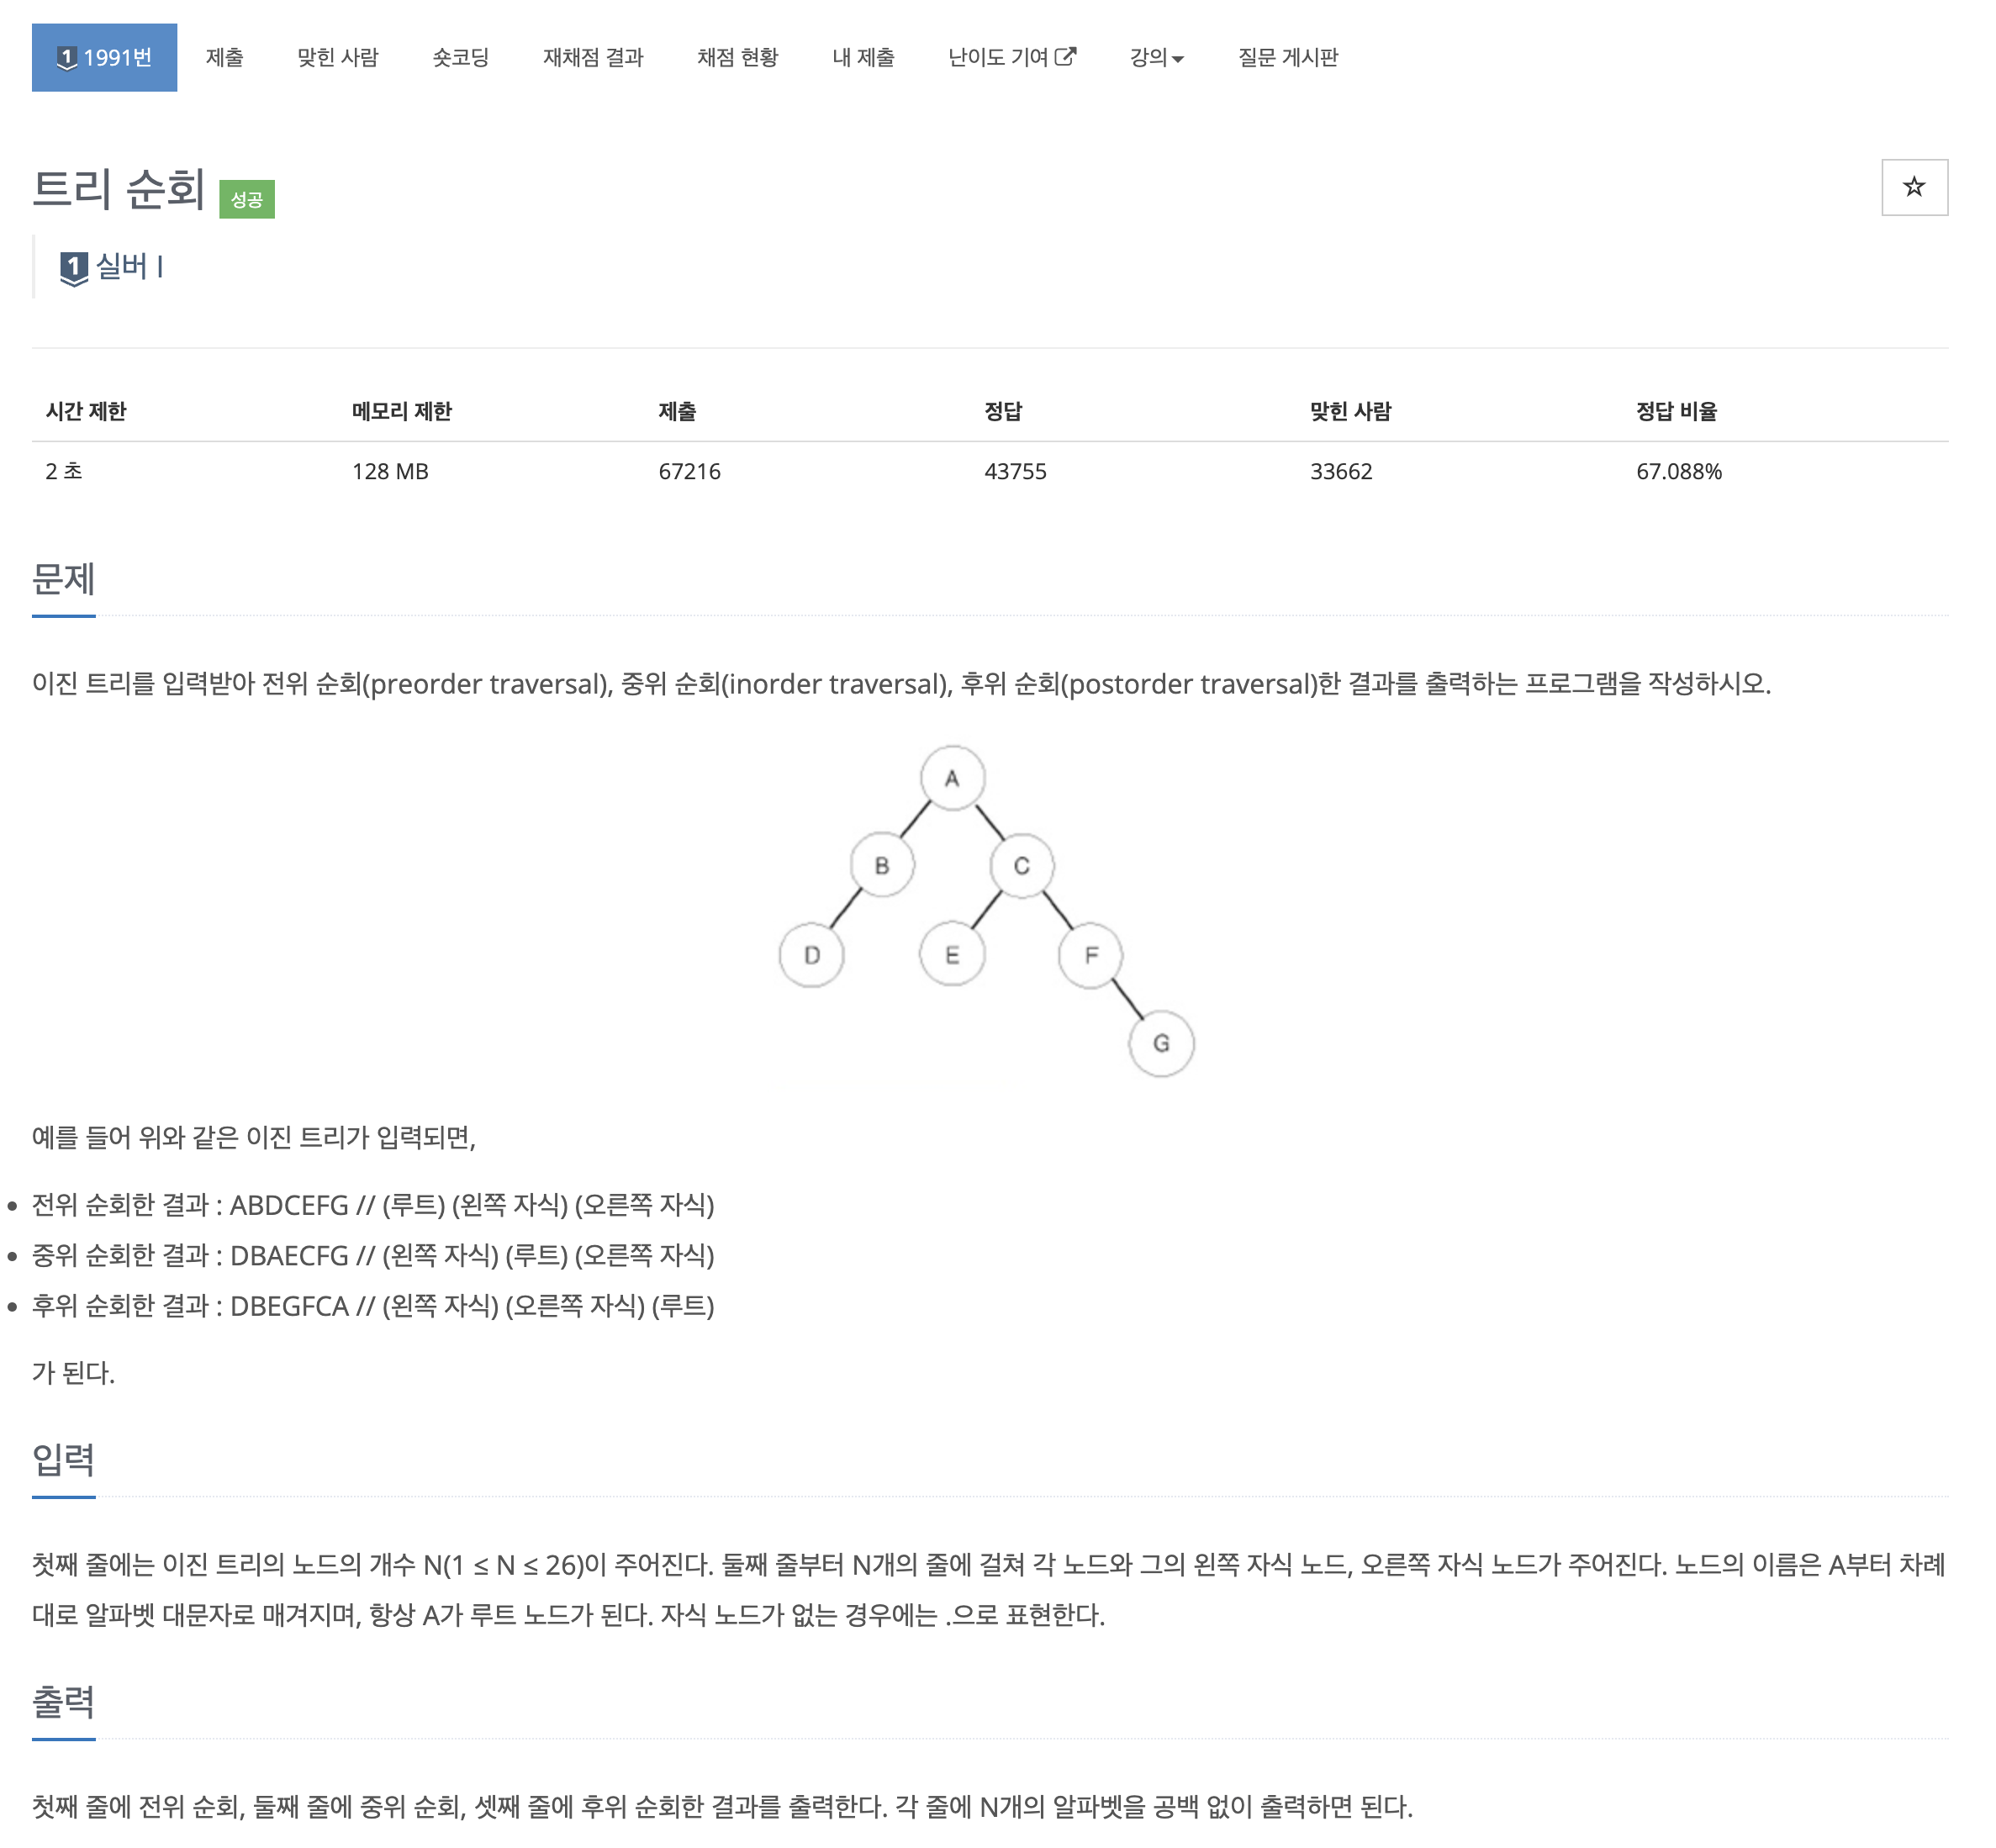 1 1991번 제출 맞힌 사람 숏코딩 재채점 결과 채점 현황 내 제출 난이도 기여 강의 질문 게시판
트리 순회 성공
1 실버 I
시간 제한 메모리 제한 제출 정답 맞힌 사람 정답 비율
2 초 128 MB 67216 43755 33662 67.088%
문제
이진 트리를 입력받아 전위 순회(preorder traversal), 중위 순회(inorder traversal), 후위 순회(postorder traversal)한 결과를 출력하는 프로그램을 작성하시오.
A
B C
D E F
G
예를 들어 위와 같은 이진 트리가 입력되면,
• 전위 순회한 결과 : ABDCEFG // (루트) (왼쪽 자식) (오른쪽 자식)
• 중위 순회한 결과 : DBAECFG // (왼쪽 자식) (루트) (오른쪽 자식)
• 후위 순회한 결과 : DBEGFCA // (왼쪽 자식) (오른쪽 자식) (루트)
가 된다.
입력
첫째 줄에는 이진 트리의 노드의 개수 N(1 ≤ N ≤ 26)이 주어진다. 둘째 줄부터 N개의 줄에 걸쳐 각 노드와 그의 왼쪽 자식 노드, 오른쪽 자식 노드가 주어진다. 노드의 이름은 A부터 차례
대로 알파벳 대문자로 매겨지며, 항상 A가 루트 노드가 된다. 자식 노드가 없는 경우에는 .으로 표현한다.
출력
첫째 줄에 전위 순회, 둘째 줄에 중위 순회, 셋째 줄에 후위 순회한 결과를 출력한다. 각 줄에 N개의 알파벳을 공백 없이 출력하면 된다.